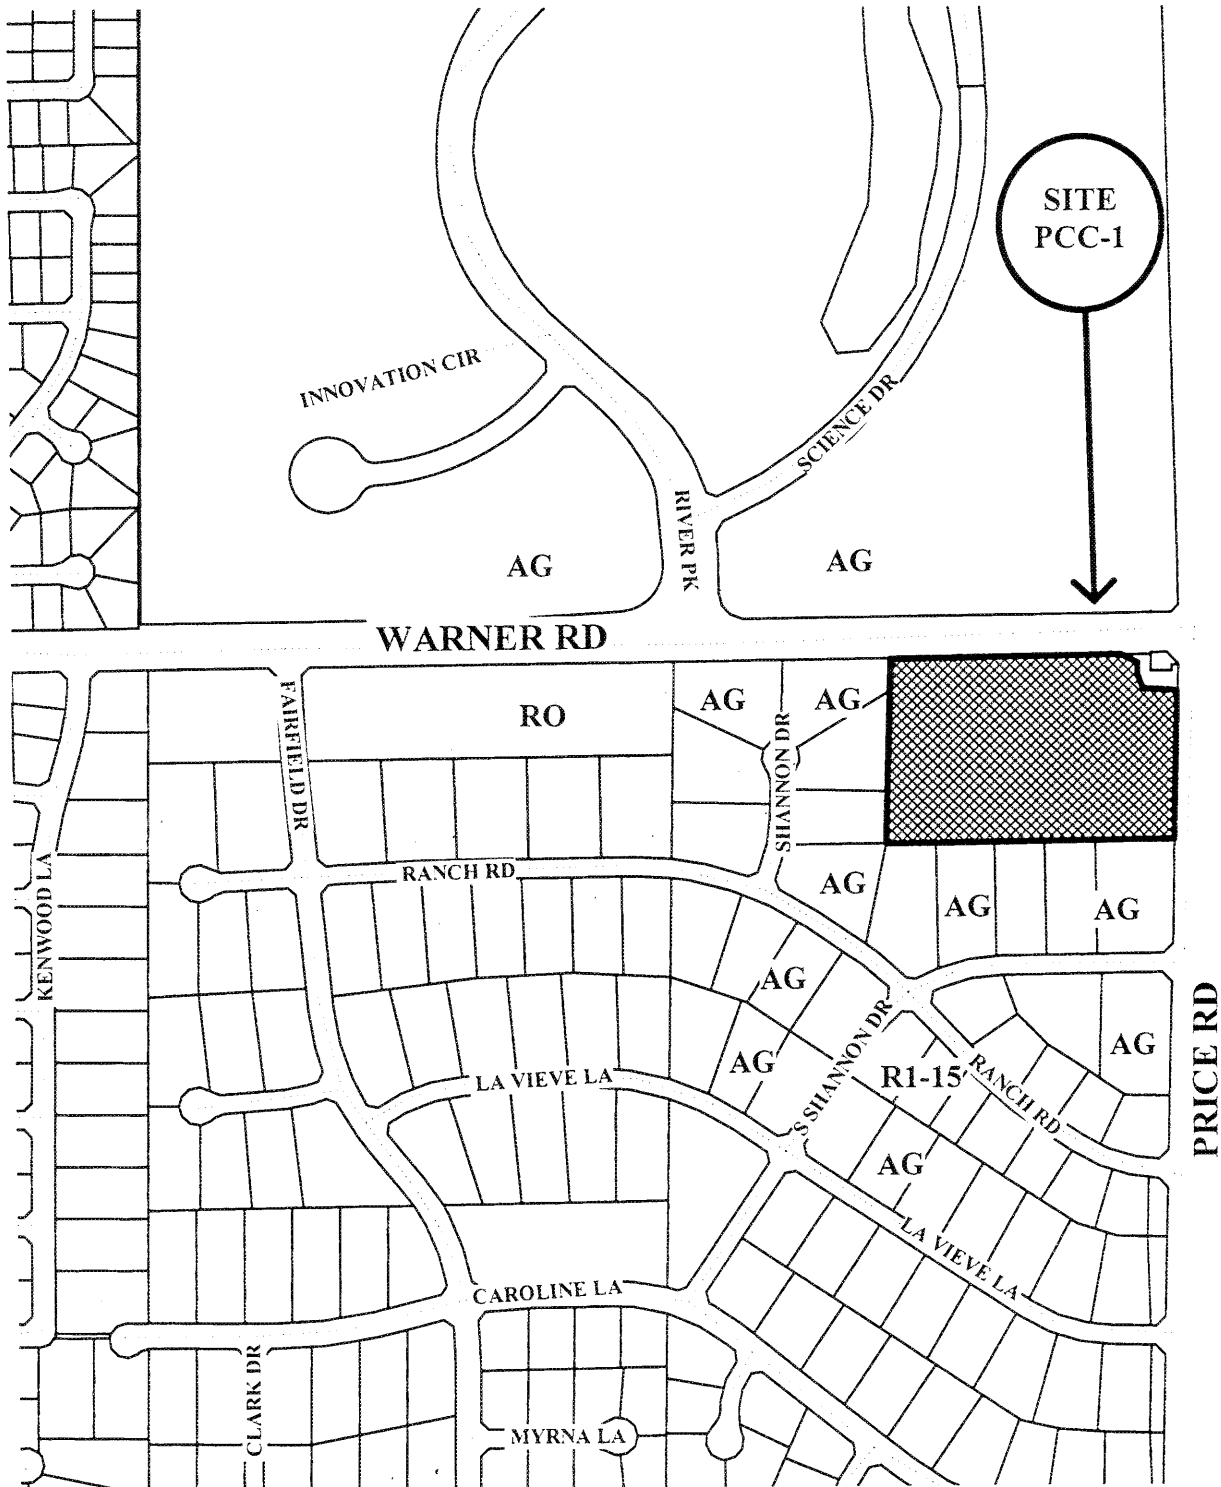 SITE
PCC-1
INNOVATION CIR
SCIENCE DR
RIVER PK
AG
AG
WARNER RD
FAIRFIELD DR
RO
AG
SHANNON DR
AG
KENWOOD LA
RANCH RD
AG
AG
AG
AG
S SHANNON DR
PRICE RD
AG
AG
LA VIEVE LA
R1-15
RANCH RD
AG
LA VIEVE LA
CAROLINE LA
CLARK DR
MYRNA LA